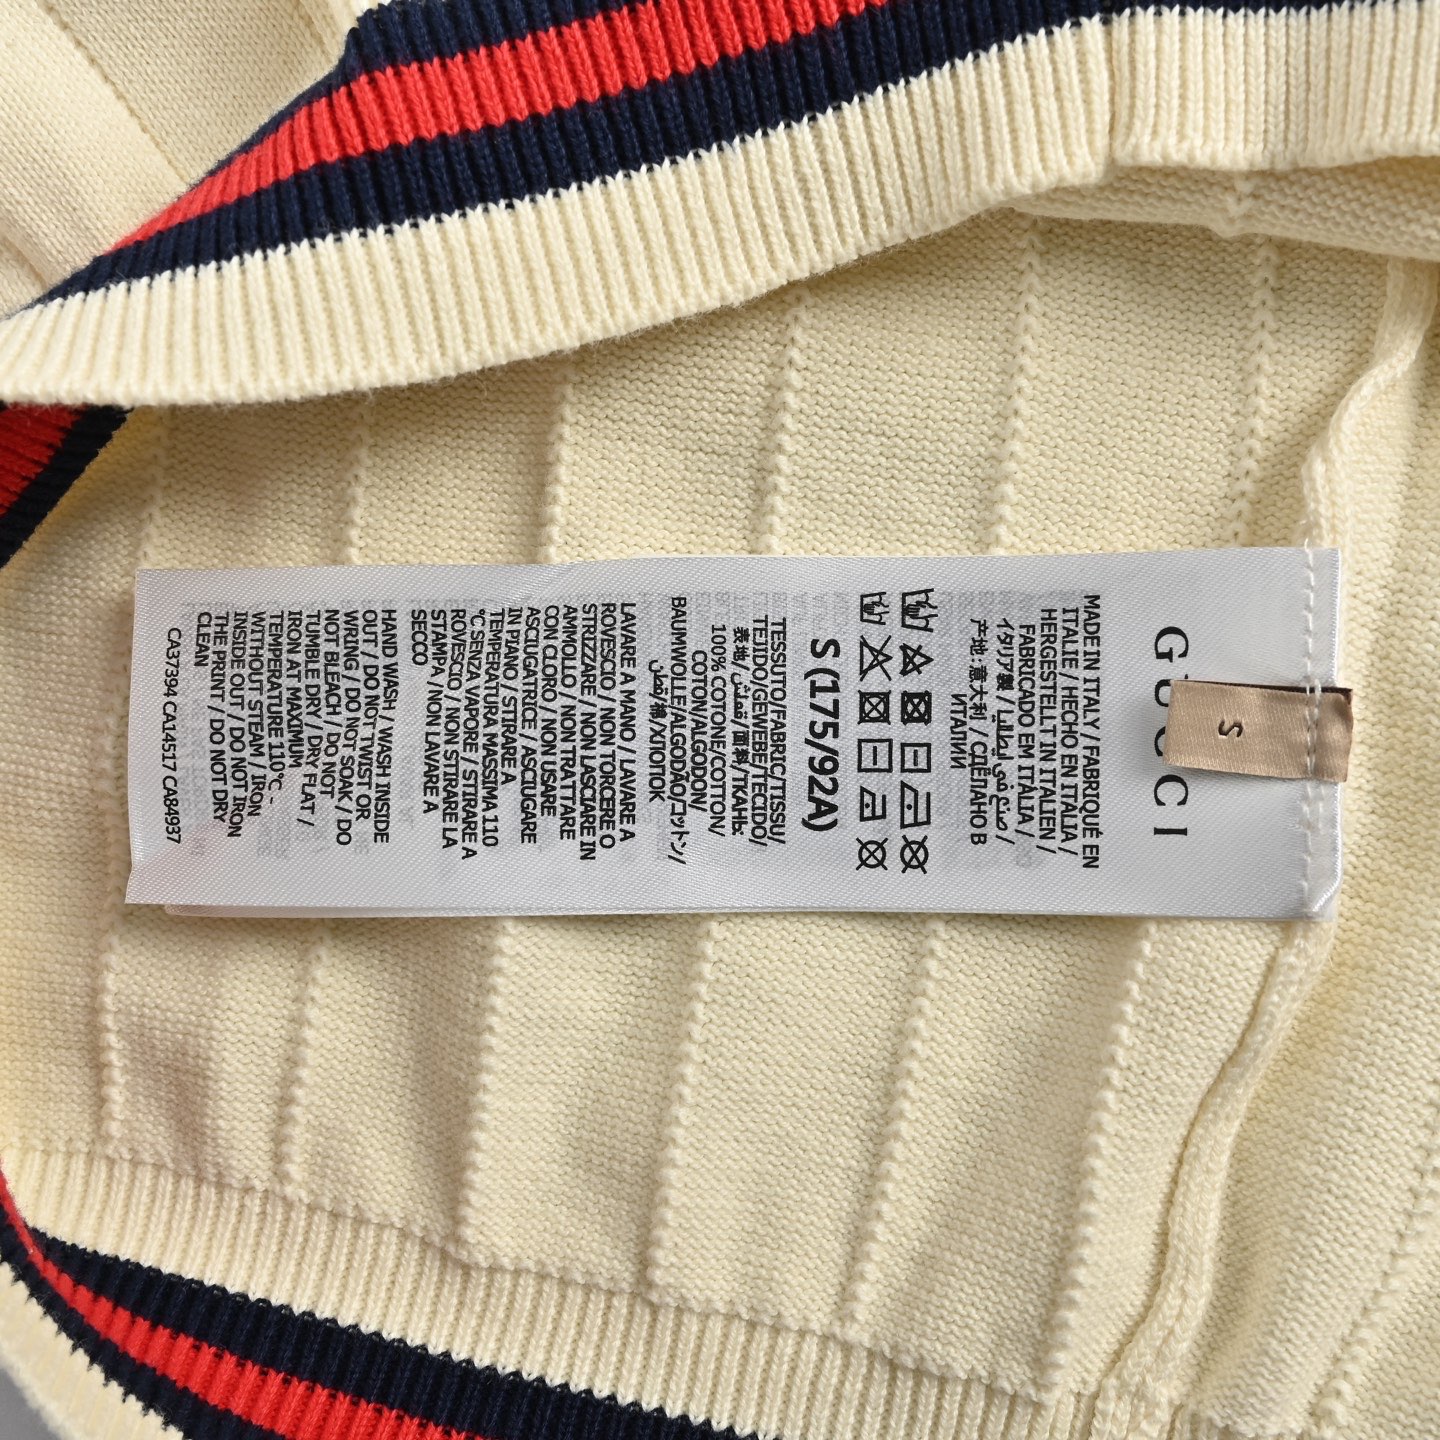 GUCCI
S
MADE IN ITALY / FABRIQUÉ EN
ITALIE / HECHO EN ITALIA /
HERGESTELLT IN ITALIEN /
FABRICADO EM ITÁLIA /
イタリア製 / صنع في إيطاليا /
产地:意大利 / СДЕЛАНО В
ИТАЛИИ
S (175/92A)
TESSUTO/FABRIC/TISSU/
TEJIDO/GEWEBE/TECIDO/
表地/قماش/面料/ТКАНЬ:
100% COTONE/COTTON/
COTON/ALGODON/
BAUMWOLLE/ALGODÃO/コットン/
قطن/棉/ХЛОПОК
LAVARE A MANO / LAVARE A
ROVESCIO / NON TORCERE O
STRIZZARE / NON LASCIARE IN
AMMOLLO / NON TRATTARE
CON CLORO / NON USARE
ASCIUGATRICE / ASCIUGARE
IN PIANO / STIRARE A
TEMPERATURA MASSIMA 110
°C SENZA VAPORE / STIRARE A
ROVESCIO / NON STIRARE LA
STAMPA / NON LAVARE A
SECCO
HAND WASH / WASH INSIDE
OUT / DO NOT TWIST OR
WRING / DO NOT SOAK / DO
NOT BLEACH / DO NOT
TUMBLE DRY / DRY FLAT /
IRON AT MAXIMUM
TEMPERATURE 110°C -
WITHOUT STEAM / IRON
INSIDE OUT / DO NOT IRON
THE PRINT / DO NOT DRY
CLEAN
CA37394 CA14517 CA84937